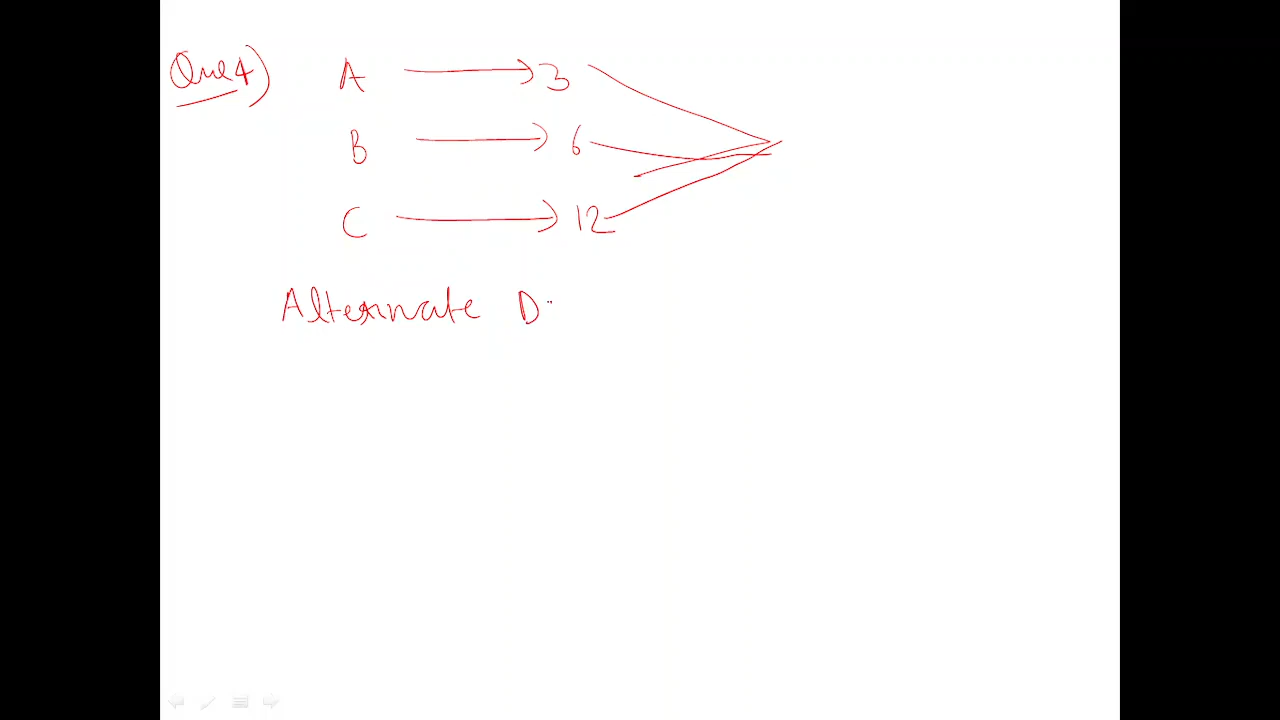 Que 4) A → 3
B → 6
C → 12
Alternate D